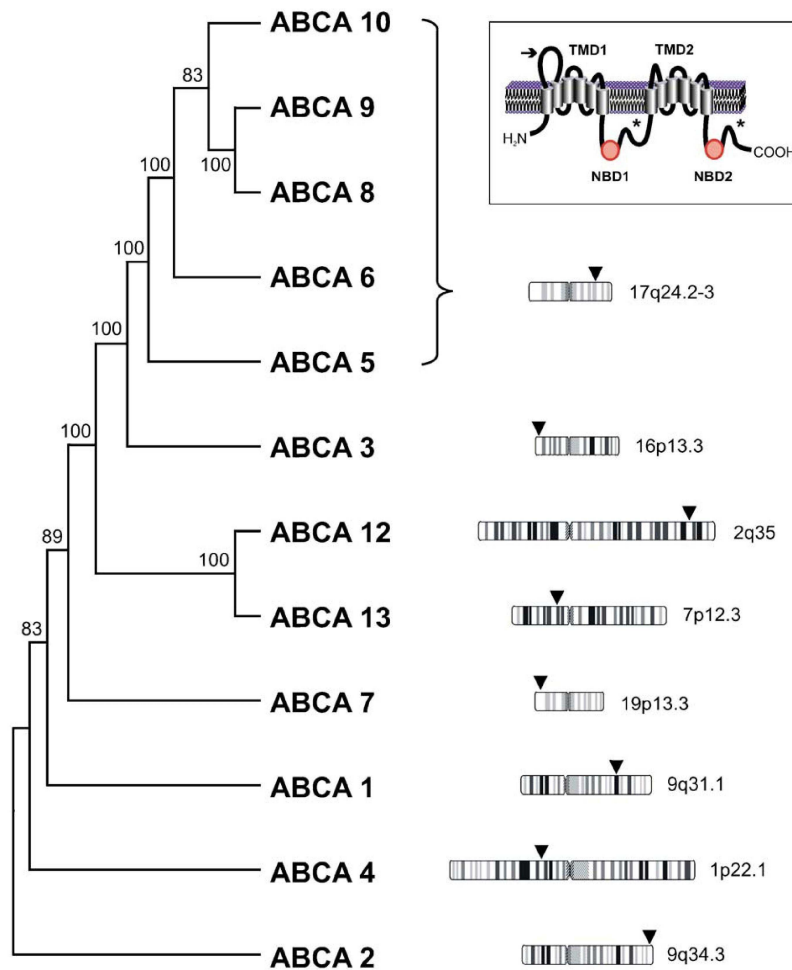 ABCA 10
83
ABCA 9
100
ABCA 8
100
ABCA 6
100
ABCA 5
100
ABCA 3
100
ABCA 12
100
ABCA 13
89
ABCA 7
83
ABCA 1
ABCA 4
ABCA 2
TMD1 TMD2
H₂N
* *
COOH
NBD1 NBD2
17q24.2-3
16p13.3
2q35
7p12.3
19p13.3
9q31.1
1p22.1
9q34.3